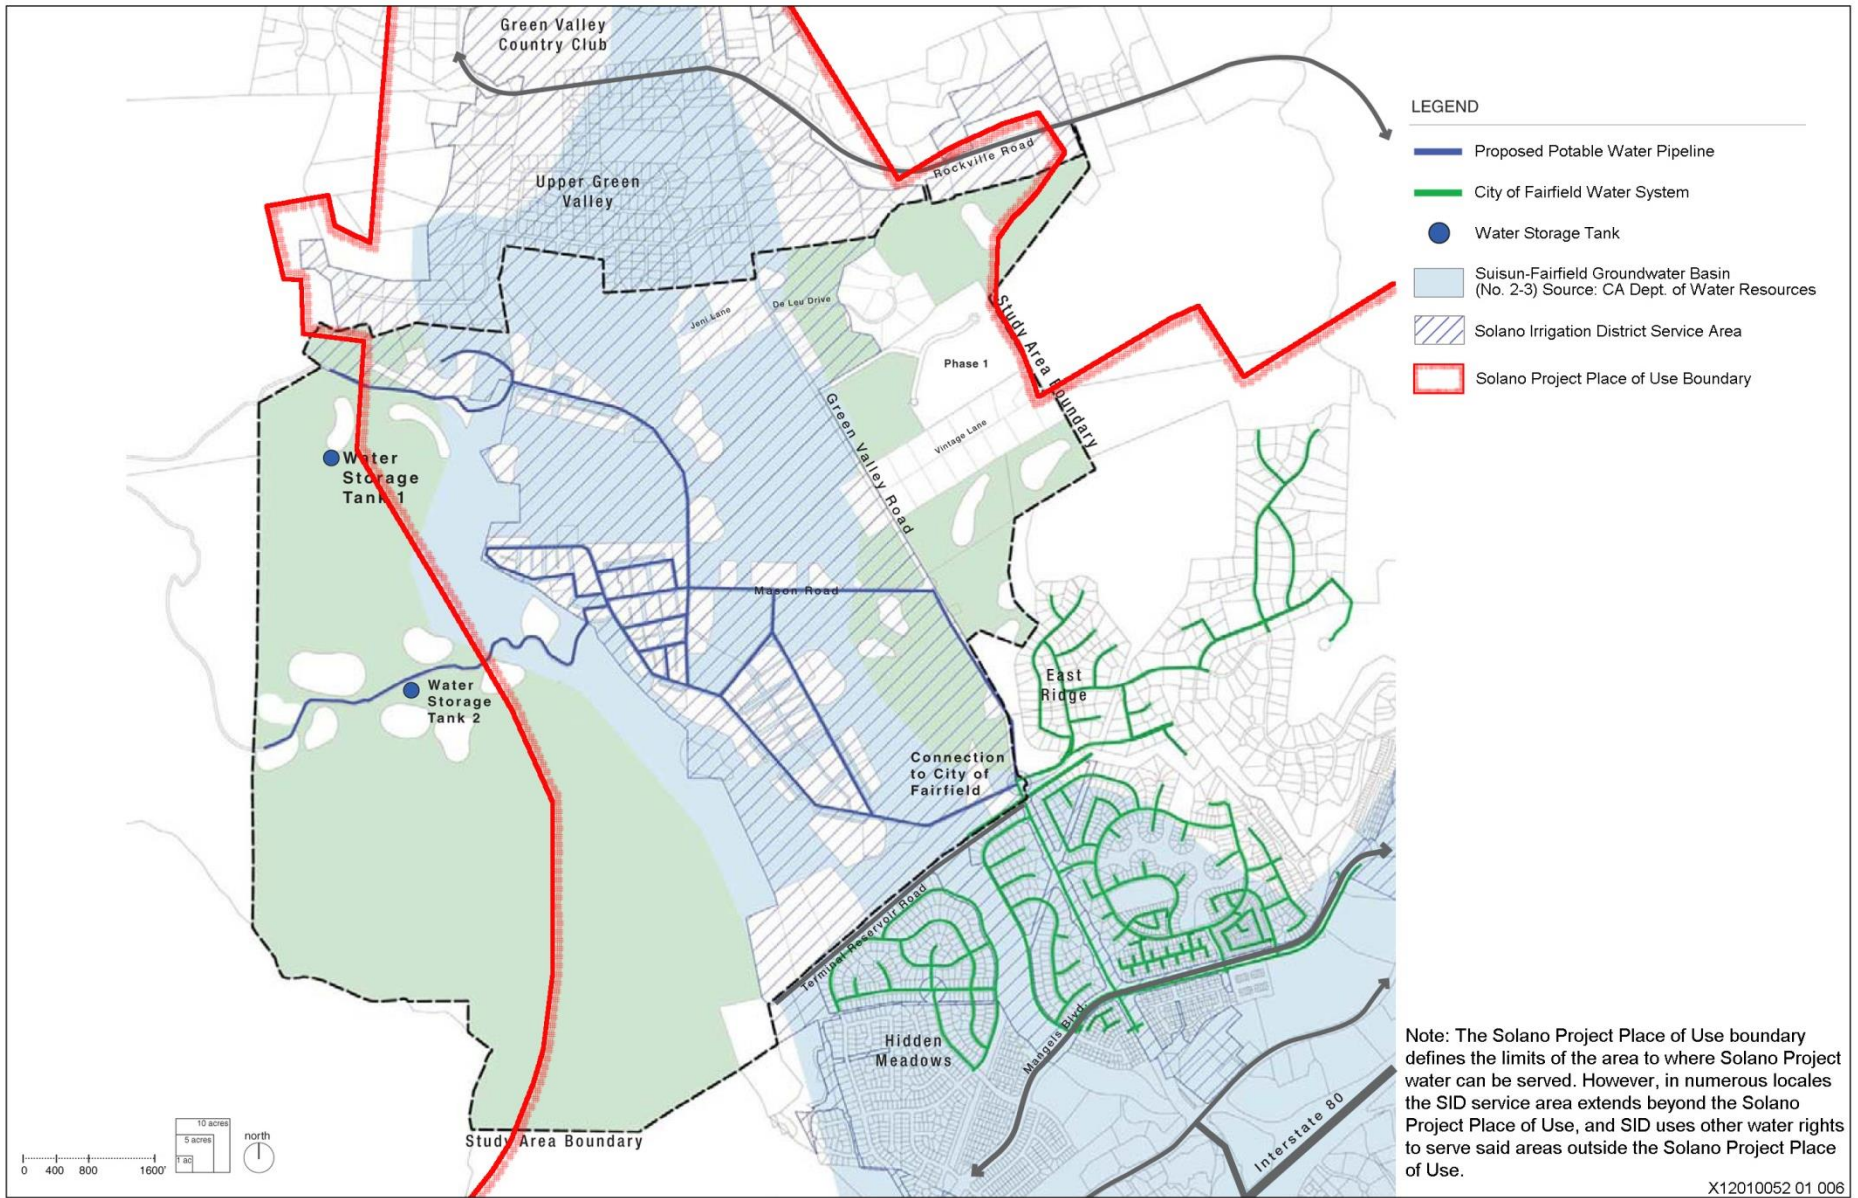 Green Valley
Country Club
Rockville Road
Upper Green
Valley
De Leu Drive
Jeni Lane
Study Area Boundary
Phase 1
Green Valley Road
Vintage Lane
Water
Storage
Tank 1
Mason Road
East
Ridge
Water
Storage
Tank 2
Connection
to City of
Fairfield
Terminal Reservoir Road
Hidden
Meadows
Mangels Blvd.
Interstate 80
Study Area Boundary
10 acres
5 acres
1 ac
north
0 400 800 1600'
LEGEND
Proposed Potable Water Pipeline
City of Fairfield Water System
Water Storage Tank
Suisun-Fairfield Groundwater Basin
(No. 2-3) Source: CA Dept. of Water Resources
Solano Irrigation District Service Area
Solano Project Place of Use Boundary
Note: The Solano Project Place of Use boundary
defines the limits of the area to where Solano Project
water can be served. However, in numerous locales
the SID service area extends beyond the Solano
Project Place of Use, and SID uses other water rights
to serve said areas outside the Solano Project Place
of Use.
X12010052 01 006